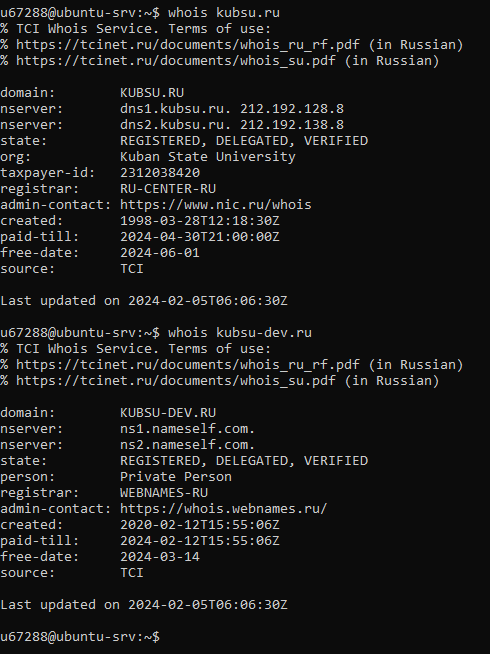 u67288@ubuntu-srv:~$ whois kubsu.ru
% TCI Whois Service. Terms of use:
% https://tcinet.ru/documents/whois_ru_rf.pdf (in Russian)
% https://tcinet.ru/documents/whois_su.pdf (in Russian)

domain:        KUBSU.RU
nserver:       dns1.kubsu.ru. 212.192.128.8
nserver:       dns2.kubsu.ru. 212.192.138.8
state:         REGISTERED, DELEGATED, VERIFIED
org:           Kuban State University
taxpayer-id:   2312038420
registrar:     RU-CENTER-RU
admin-contact: https://www.nic.ru/whois
created:       1998-03-28T12:18:30Z
paid-till:     2024-04-30T21:00:00Z
free-date:     2024-06-01
source:        TCI

Last updated on 2024-02-05T06:06:30Z

u67288@ubuntu-srv:~$ whois kubsu-dev.ru
% TCI Whois Service. Terms of use:
% https://tcinet.ru/documents/whois_ru_rf.pdf (in Russian)
% https://tcinet.ru/documents/whois_su.pdf (in Russian)

domain:        KUBSU-DEV.RU
nserver:       ns1.nameself.com.
nserver:       ns2.nameself.com.
state:         REGISTERED, DELEGATED, VERIFIED
person:        Private Person
registrar:     WEBNAMES-RU
admin-contact: https://whois.webnames.ru/
created:       2020-02-12T15:55:06Z
paid-till:     2024-02-12T15:55:06Z
free-date:     2024-03-14
source:        TCI

Last updated on 2024-02-05T06:06:30Z

u67288@ubuntu-srv:~$